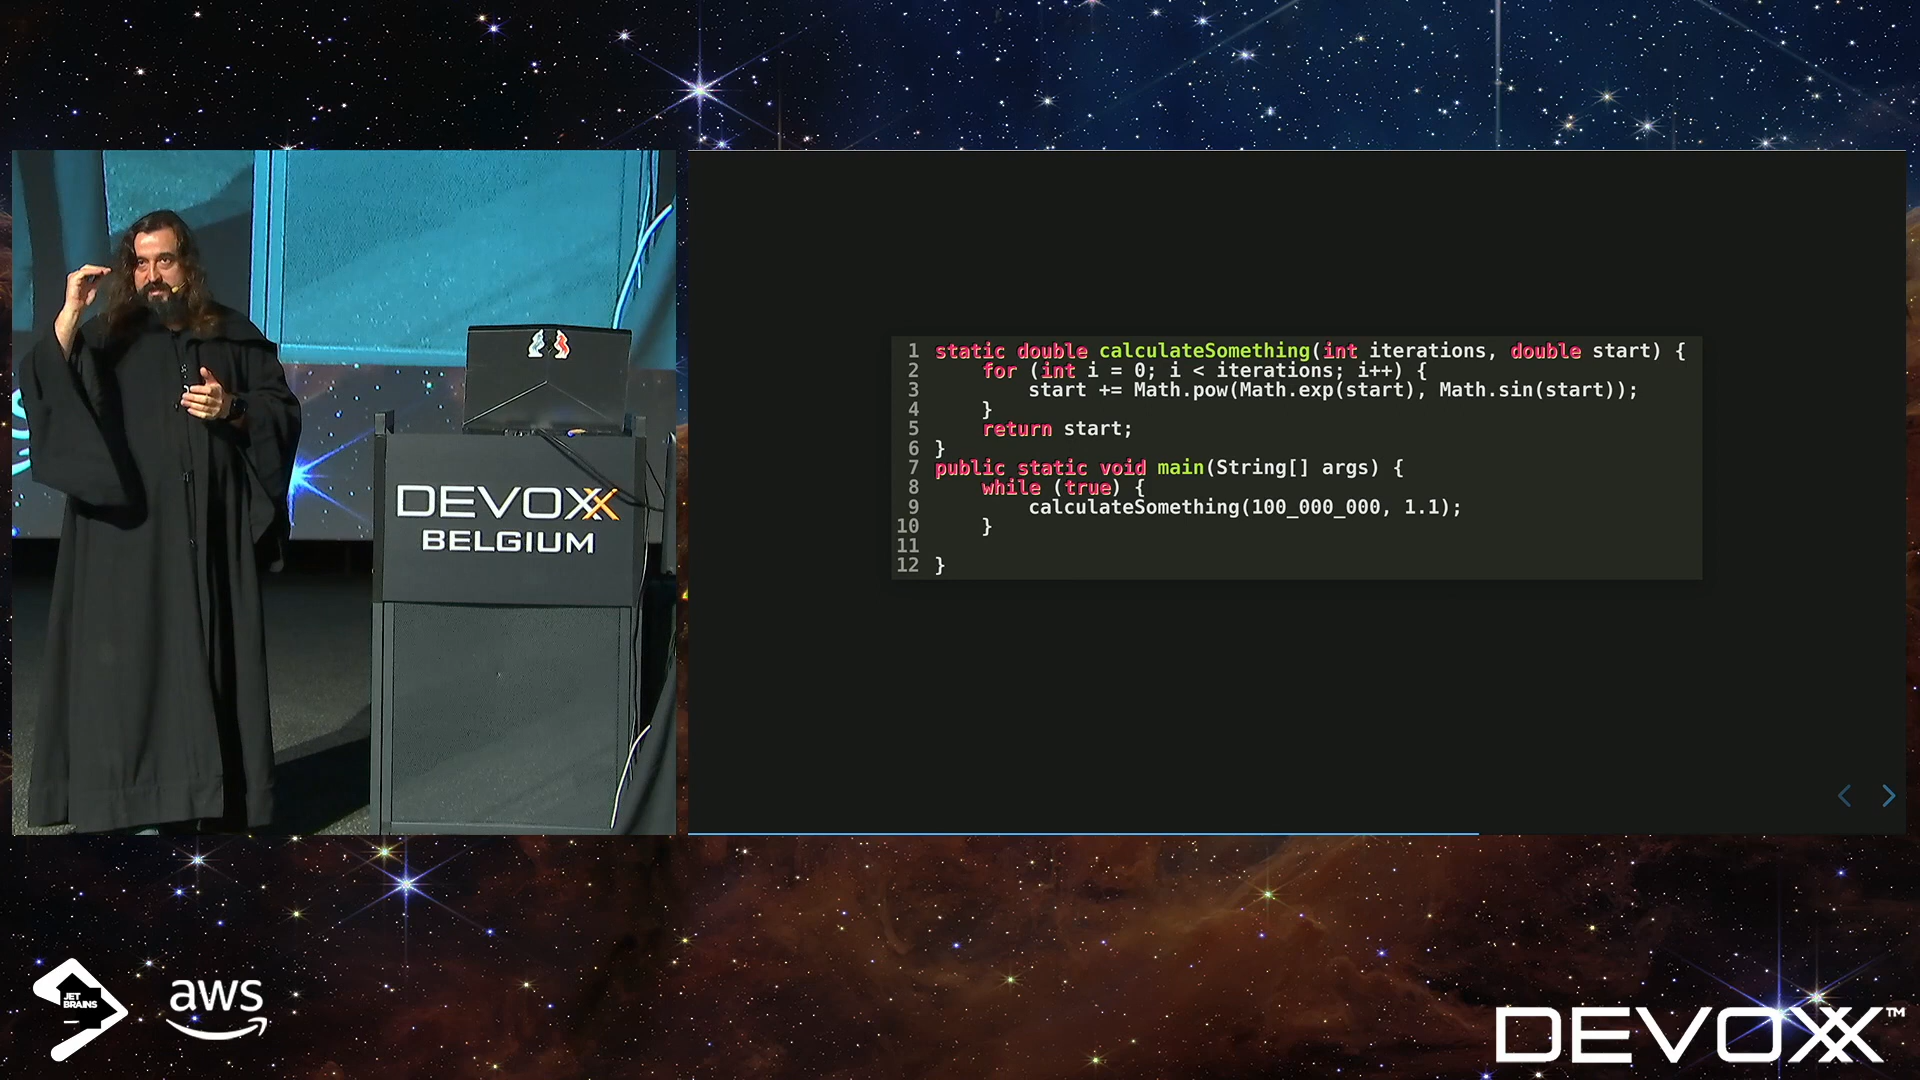 DEVOXX
BELGIUM
1 static double calculateSomething(int iterations, double start) {
2     for (int i = 0; i < iterations; i++) {
3         start += Math.pow(Math.exp(start), Math.sin(start));
4     }
5     return start;
6 }
7 public static void main(String[] args) {
8     while (true) {
9         calculateSomething(100_000_000, 1.1);
10     }
11
12 }
JET
BRAINS
aws
DEVOXX™